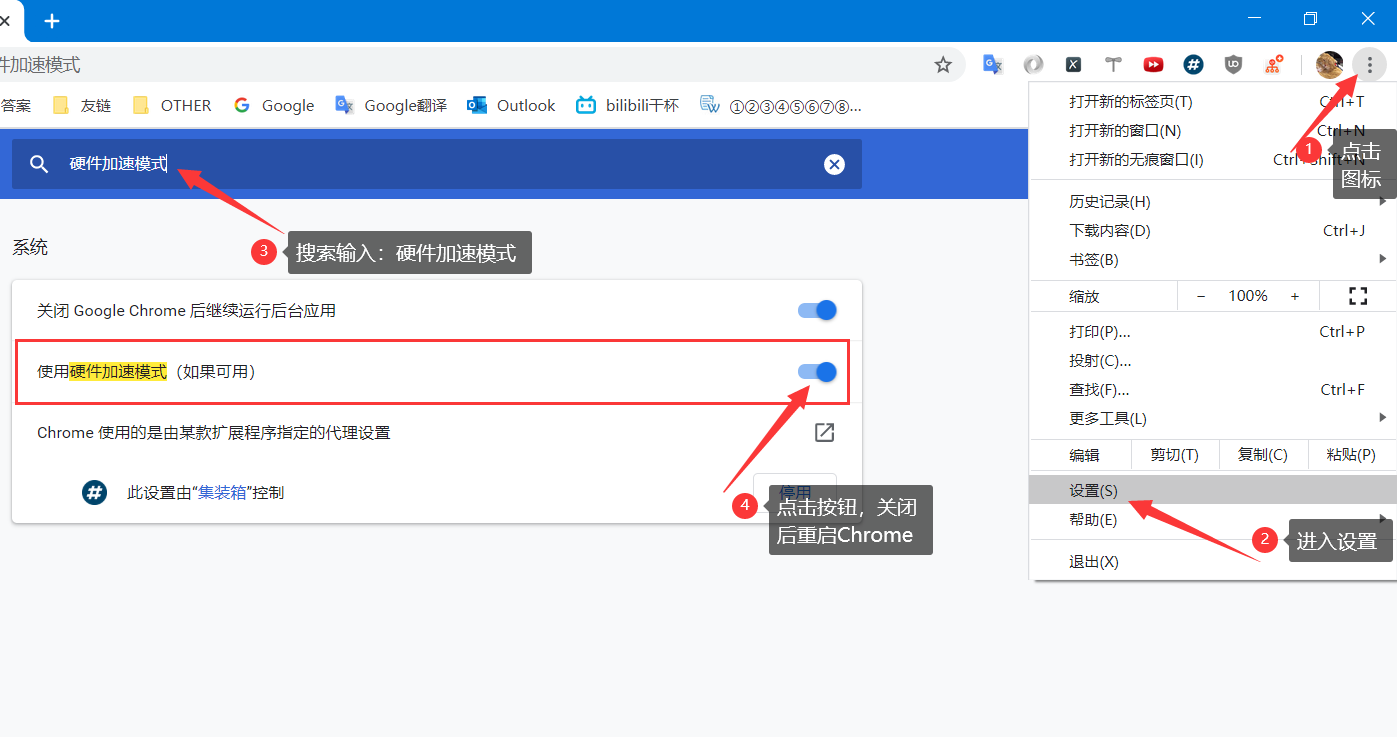 件加速模式
答案
友链
OTHER
Google
Google翻译
Outlook
bilibili干杯
①②③④⑤⑥⑦⑧...
硬件加速模式
3
搜索输入：硬件加速模式
系统
关闭 Google Chrome 后继续运行后台应用
使用硬件加速模式（如果可用）
Chrome 使用的是由某款扩展程序指定的代理设置
此设置由“集装箱”控制
停用
4
点击按钮，关闭
后重启Chrome
打开新的标签页(T)
Ctrl+T
打开新的窗口(N)
Ctrl+N
打开新的无痕窗口(I)
Ctrl+Shift+N
1
点击
图标
历史记录(H)
下载内容(D)
Ctrl+J
书签(B)
缩放
− 100% +
打印(P)...
Ctrl+P
投射(C)...
查找(F)...
Ctrl+F
更多工具(L)
编辑
剪切(T)
复制(C)
粘贴(P)
设置(S)
帮助(E)
2
进入设置
退出(X)